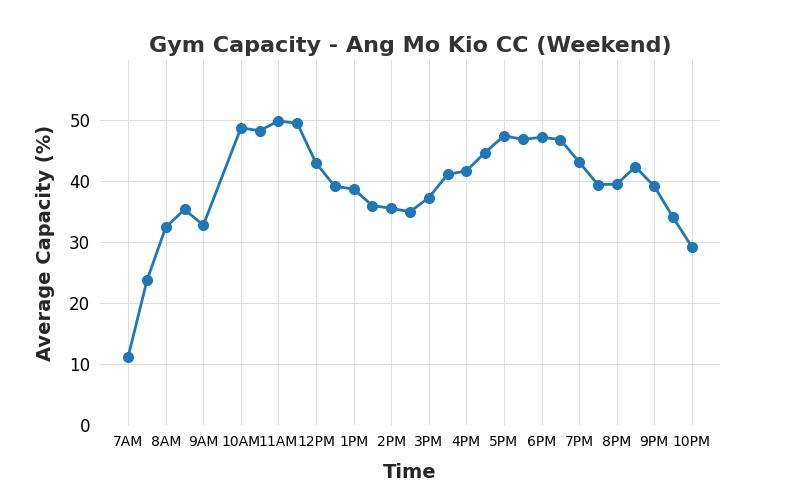 Gym Capacity - Ang Mo Kio CC (Weekend)
Average Capacity (%)
50
40
30
20
10
0
7AM 8AM 9AM 10AM 11AM 12PM 1PM 2PM 3PM 4PM 5PM 6PM 7PM 8PM 9PM 10PM
Time